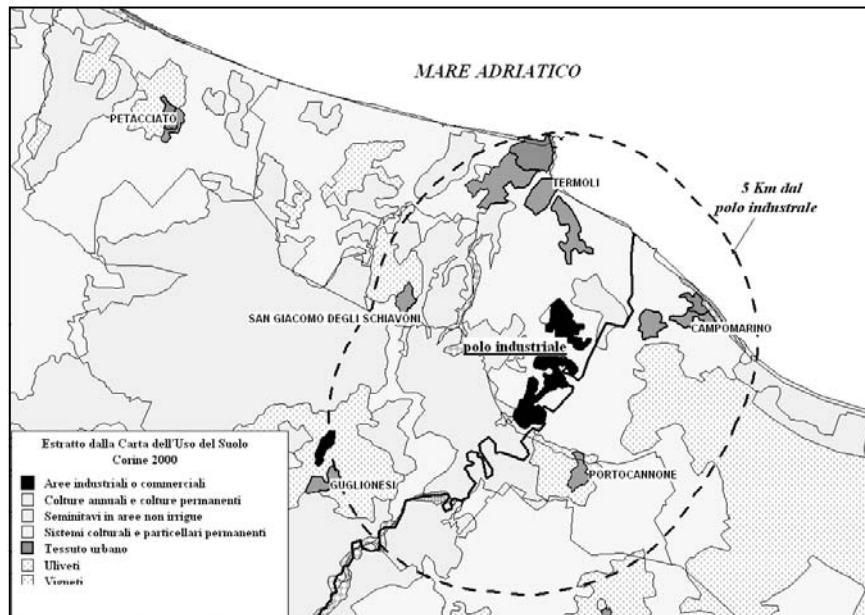 MARE ADRIATICO
PETACCIATO
TERMOLI
5 Km dal
polo industrale
SAN GIACOMO DEGLI SCHIAVONI
CAMPOMARINO
polo industriale
Estratto dalla Carta dell'Uso del Suolo
Corine 2000
Aree industriali o commerciali
Colture annuali e colture permanenti
Seminitavi in aree non irrigue
Sistemi colturali e particellari permanenti
Tessuto urbano
Uliveti
Vigneti
GUGLIONESI
PORTOCANNONE